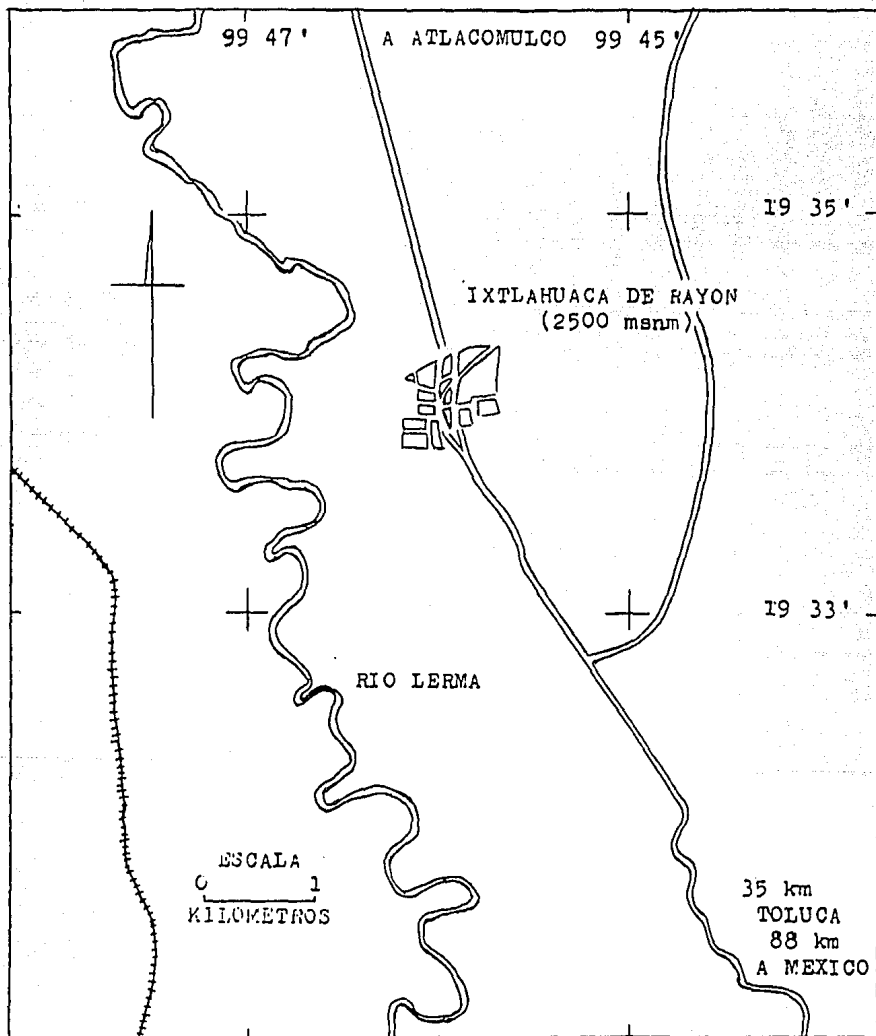 99 47' A ATLACOMULCO 99 45'
19 35'
IXTLAHUACA DE RAYON
(2500 msnm)
19 33'
RIO LERMA
ESCALA
0 1
KILOMETROS
35 km
TOLUCA
88 km
A MEXICO